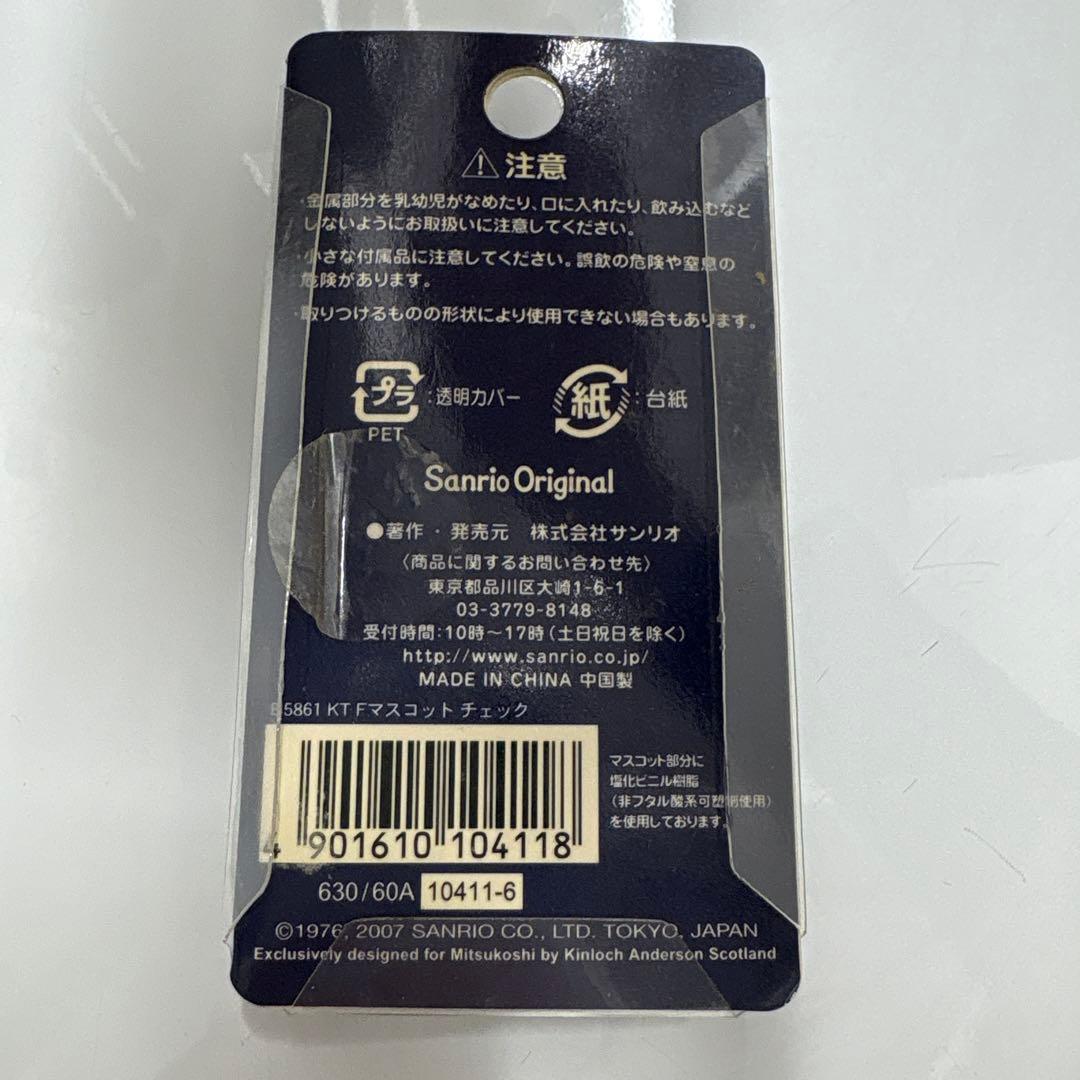 注意
・金属部分を乳幼児がなめたり、口に入れたり、飲み込むなど
しないようにお取扱いに注意してください。
・小さな付属品に注意してください。誤飲の危険や窒息の
危険があります。
・取りつけるものの形状により使用できない場合もあります。
プラ :透明カバー 紙 :台紙
PET
Sanrio Original
●著作・発売元 株式会社サンリオ
〈商品に関するお問い合わせ先〉
東京都品川区大崎1-6-1
03-3779-8148
受付時間:10時～17時(土日祝日を除く)
http://www.sanrio.co.jp/
MADE IN CHINA 中国製
B5861 KT Fマスコット チェック
マスコット部分に
塩化ビニル樹脂
(非フタル酸系可塑剤使用)
を使用しております。
4 901610 104118
630/60A 10411-6
©1976, 2007 SANRIO CO., LTD. TOKYO. JAPAN
Exclusively designed for Mitsukoshi by Kinloch Anderson Scotland